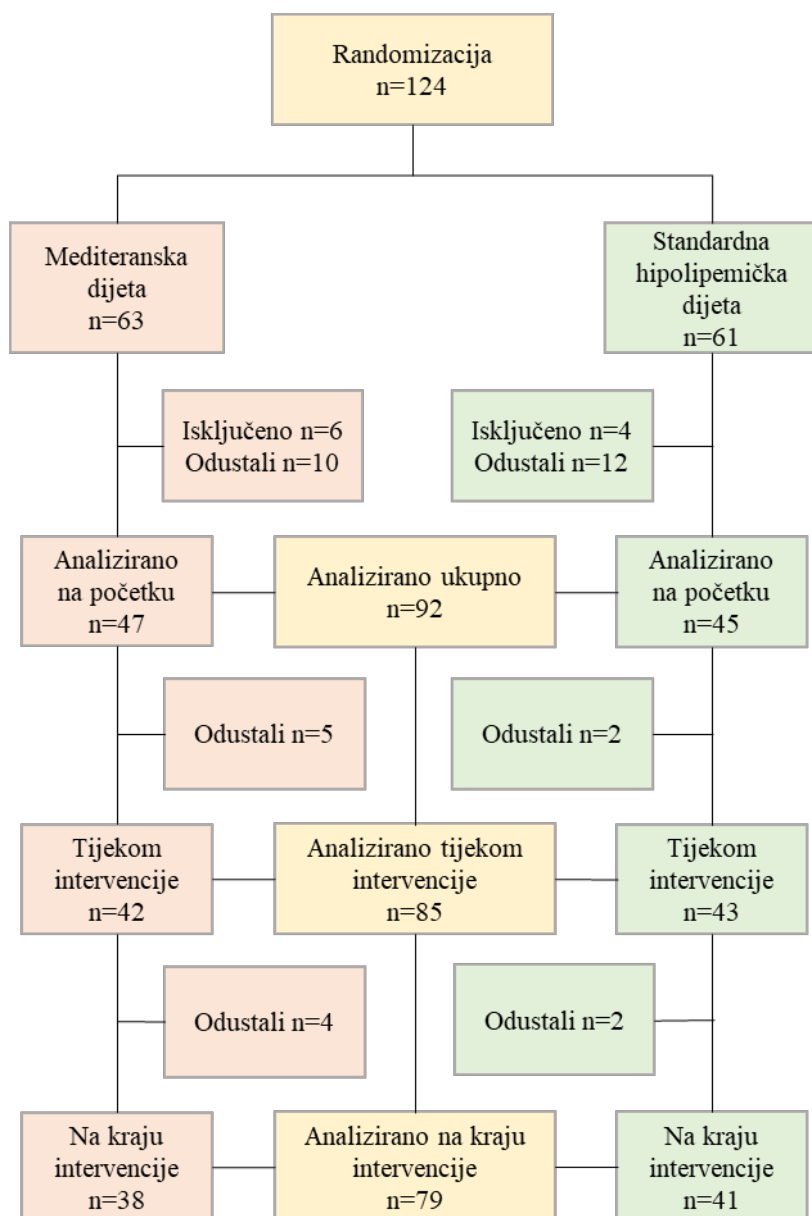 Randomizacija
n=124
Mediteranska
dijeta
n=63
Standardna
hipolipemička
dijeta
n=61
Isključeno n=6
Odustali n=10
Isključeno n=4
Odustali n=12
Analizirano
na početku
n=47
Analizirano ukupno
n=92
Analizirano
na početku
n=45
Odustali n=5
Odustali n=2
Tijekom
intervencije
n=42
Analizirano tijekom
intervencije
n=85
Tijekom
intervencije
n=43
Odustali n=4
Odustali n=2
Na kraju
intervencije
n=38
Analizirano na kraju
intervencije
n=79
Na kraju
intervencije
n=41